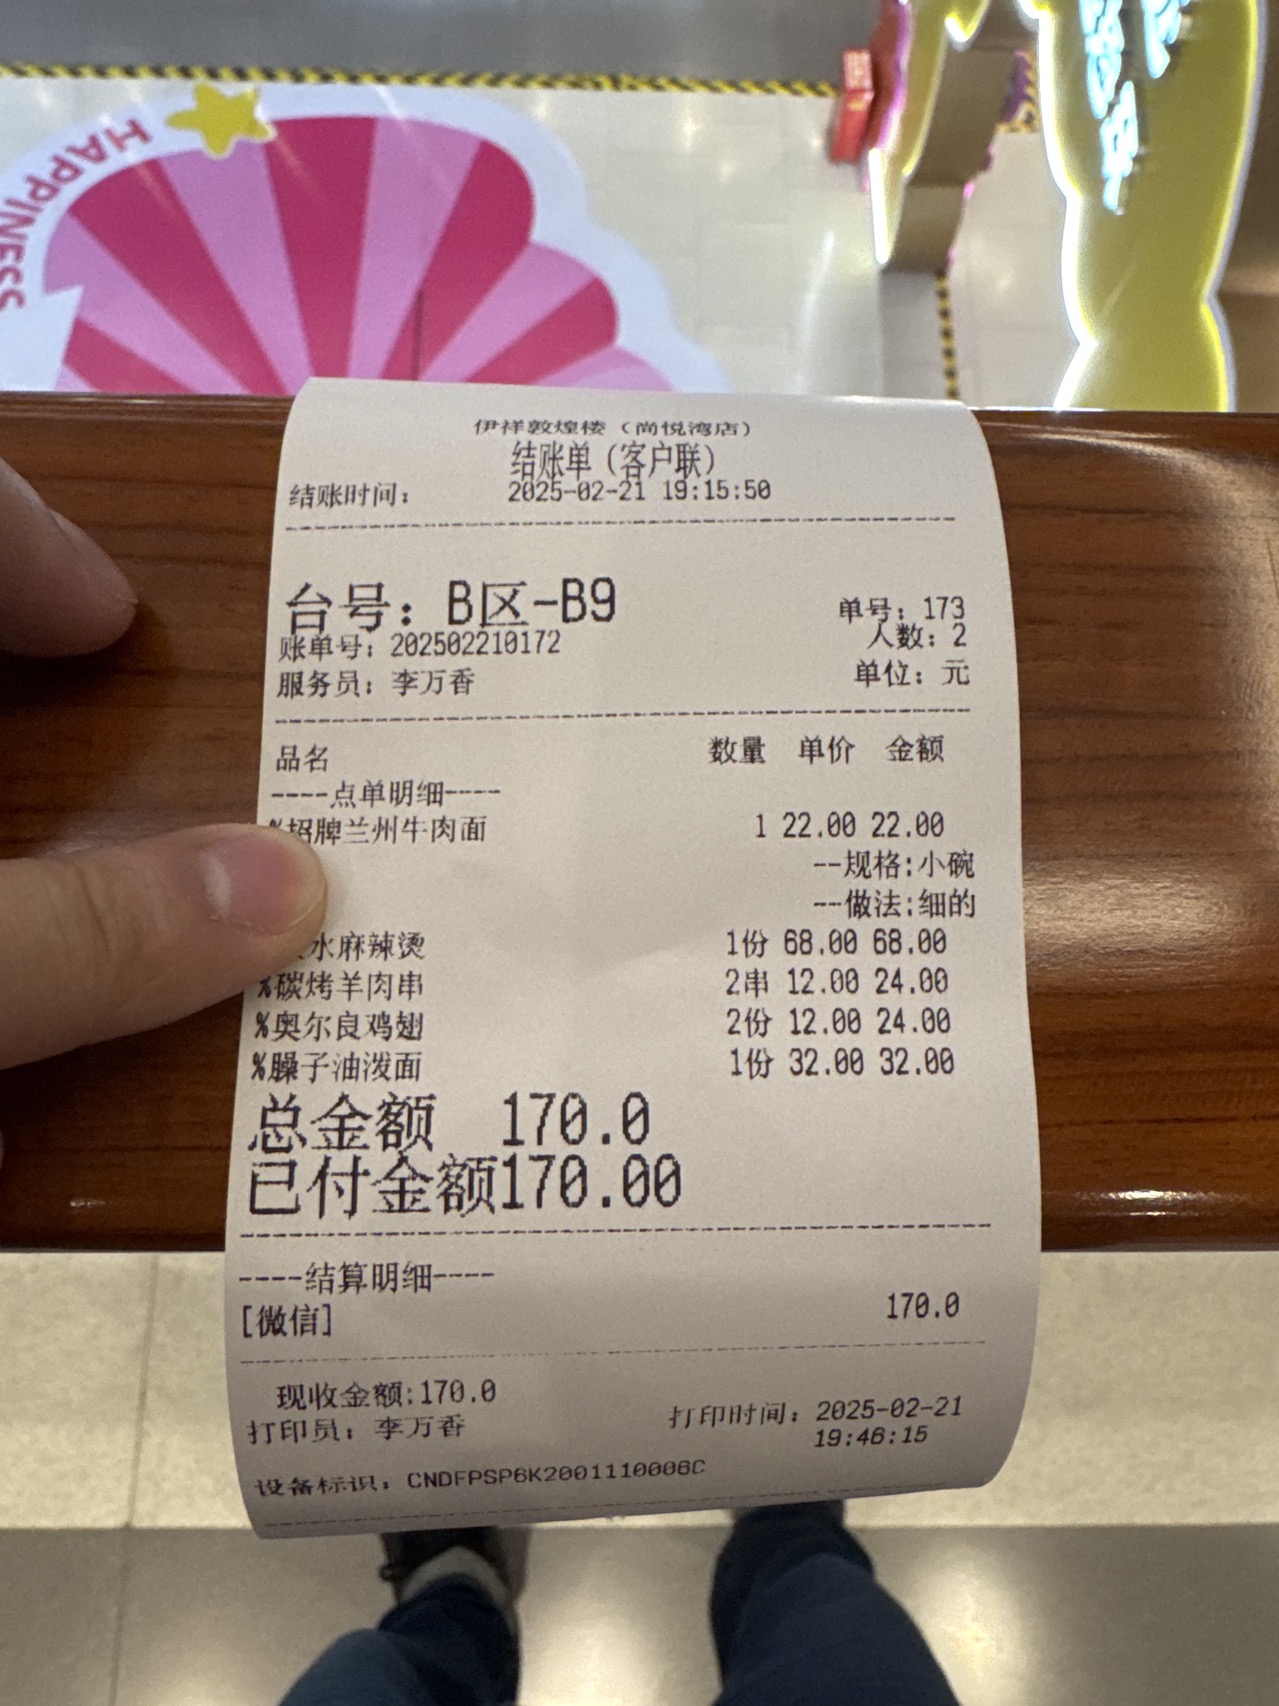 HAPPINESS
伊祥敦煌楼（尚悦湾店）
结账单（客户联）
结账时间： 2025-02-21 19:15:50
台号：B区-B9
单号：173
账单号：202502210172
人数：2
服务员：李万香
单位：元
品名 数量 单价 金额
----点单明细----
%招牌兰州牛肉面 1 22.00 22.00
--规格:小碗
--做法:细的
水麻辣烫 1份 68.00 68.00
%碳烤羊肉串 2串 12.00 24.00
%奥尔良鸡翅 2份 12.00 24.00
%臊子油泼面 1份 32.00 32.00
总金额 170.0
已付金额170.00
----结算明细----
[微信] 170.0
现收金额:170.0
打印员：李万香 打印时间：2025-02-21
19:46:15
设备标识：CNDFPSP6K2001110006C